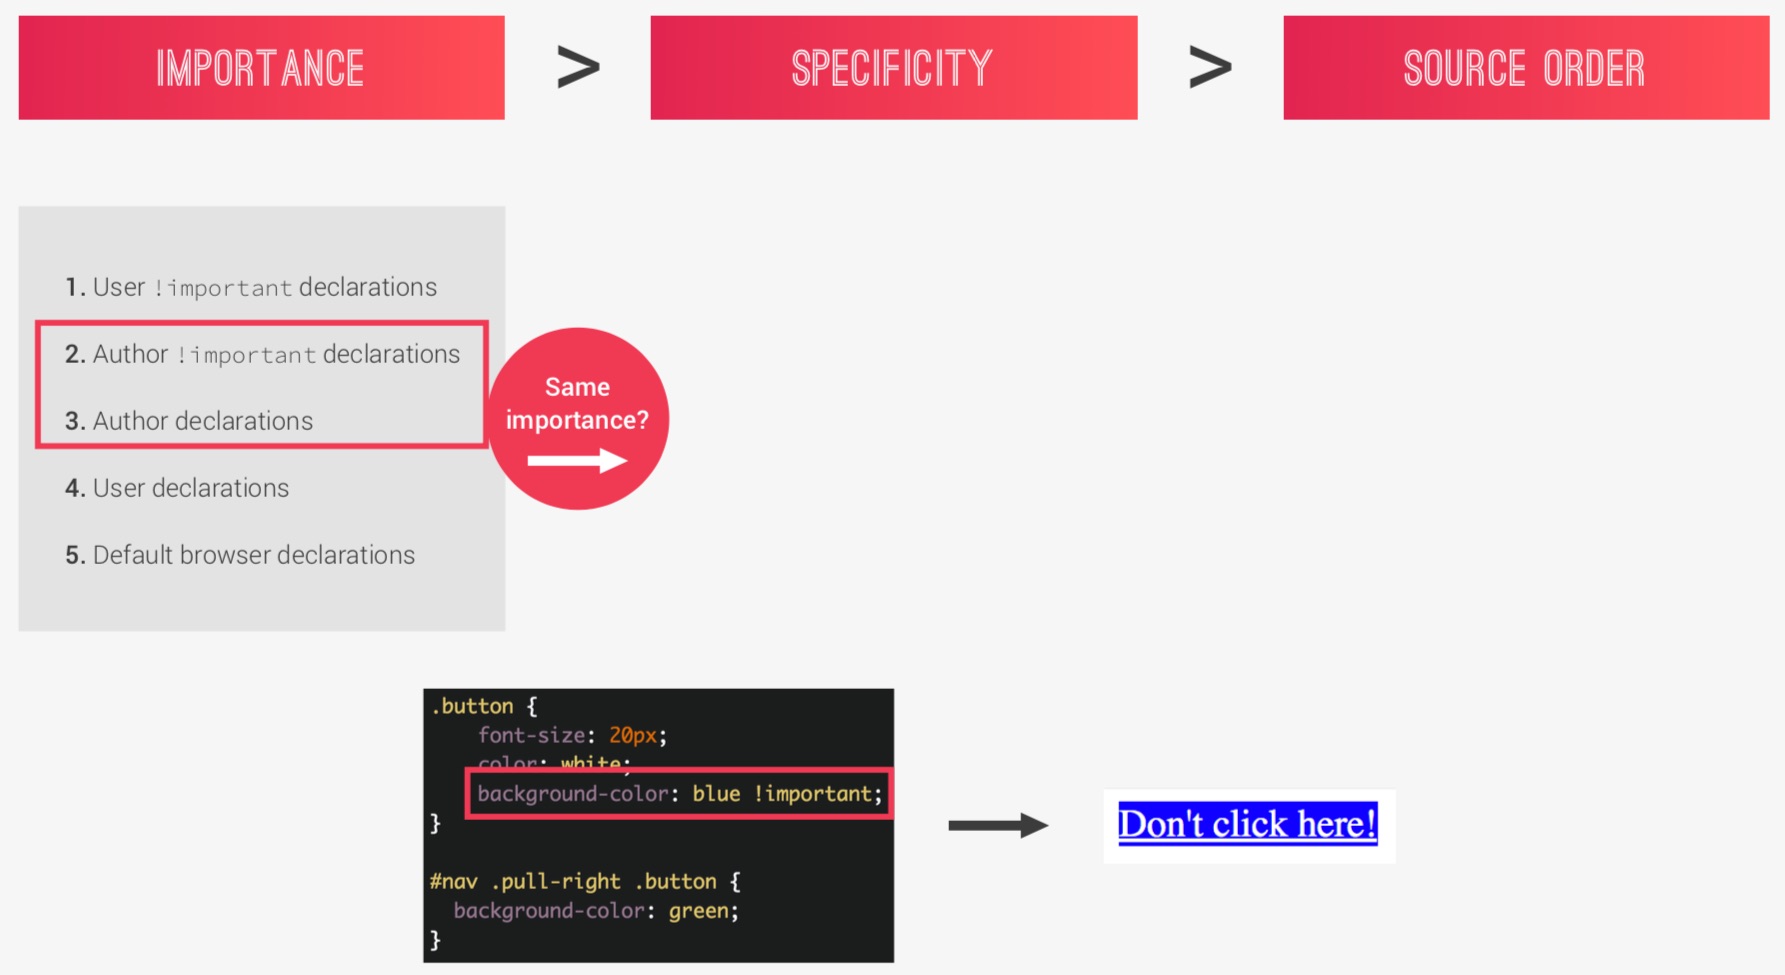 IMPORTANCE > SPECIFICITY > SOURCE ORDER
1. User !important declarations
2. Author !important declarations
3. Author declarations
4. User declarations
5. Default browser declarations
Same
importance?
.button {
    font-size: 20px;
    color: white;
    background-color: blue !important;
}
#nav .pull-right .button {
  background-color: green;
}
Don't click here!